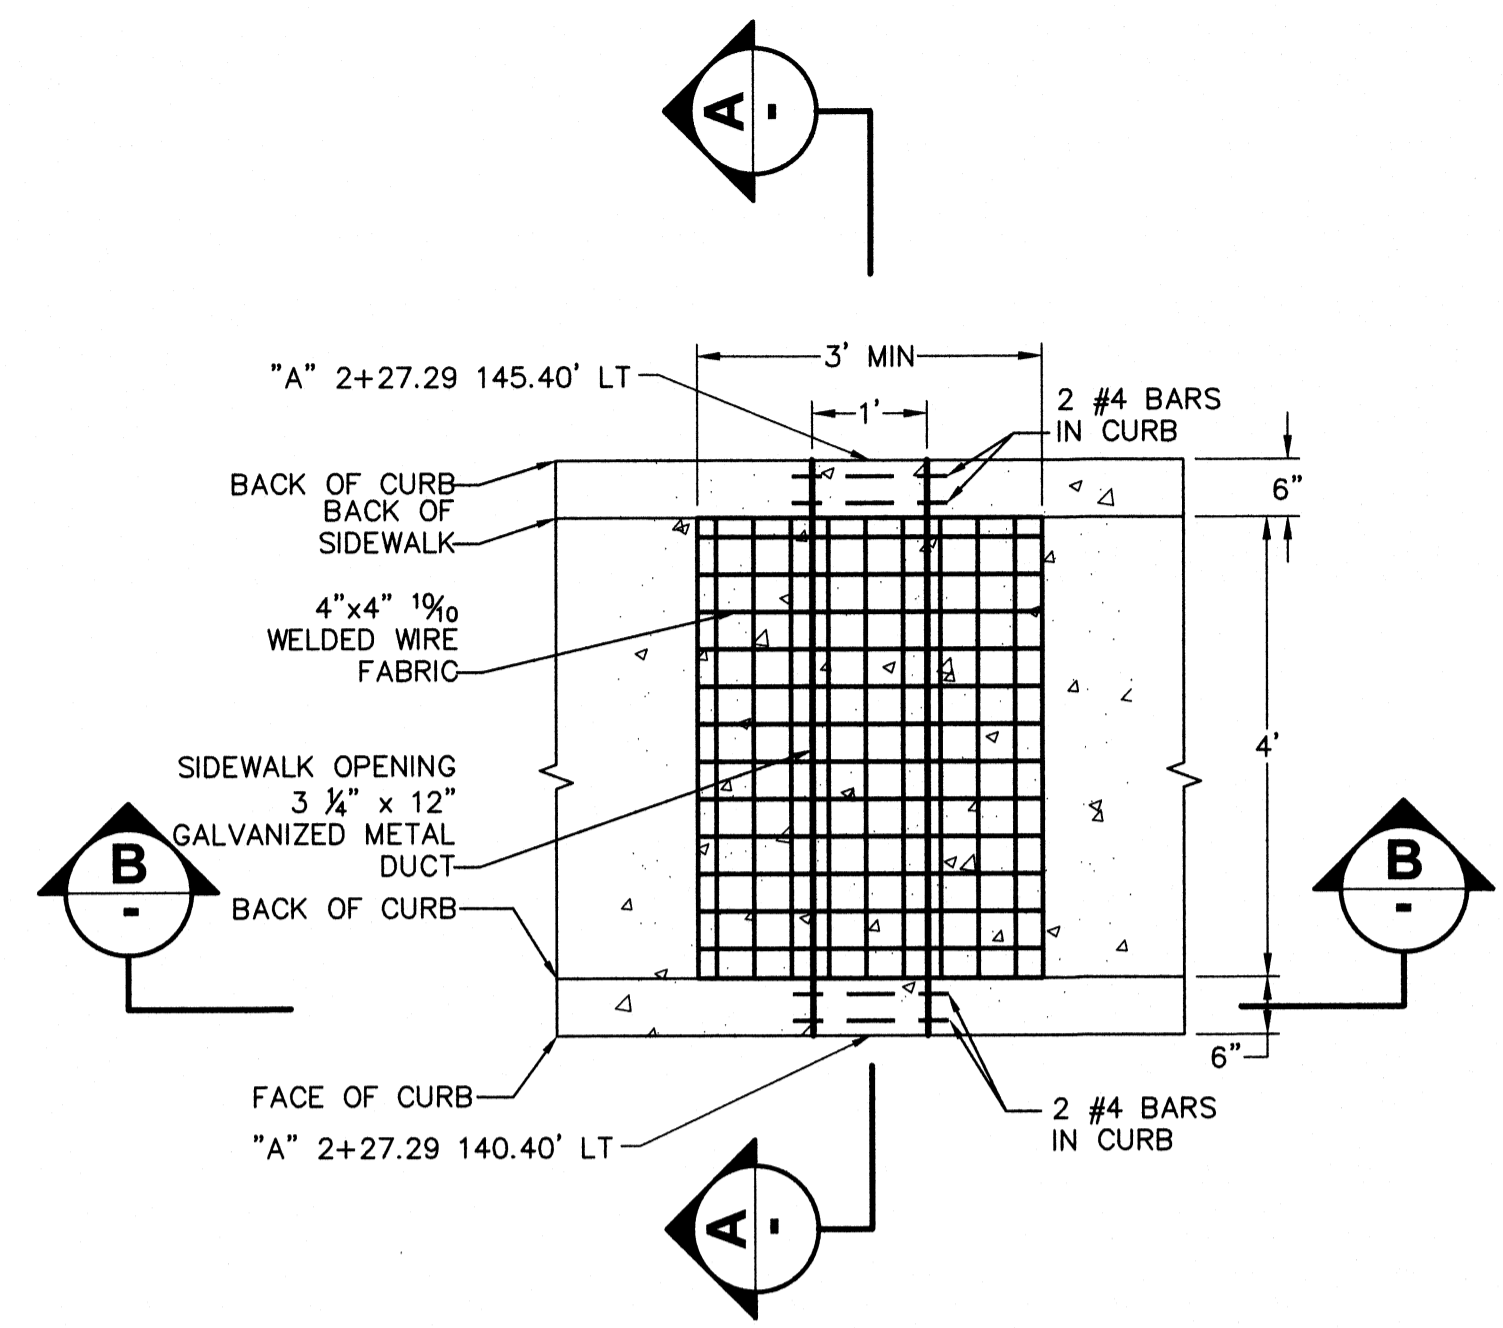 A
-
3' MIN
"A" 2+27.29 145.40' LT
1'
2 #4 BARS
IN CURB
BACK OF CURB
BACK OF
SIDEWALK
6"
4"x4" 10/10
WELDED WIRE
FABRIC
4'
SIDEWALK OPENING
3 ¼" x 12"
GALVANIZED METAL
DUCT
B
-
B
-
BACK OF CURB
6"
FACE OF CURB
"A" 2+27.29 140.40' LT
2 #4 BARS
IN CURB
A
-